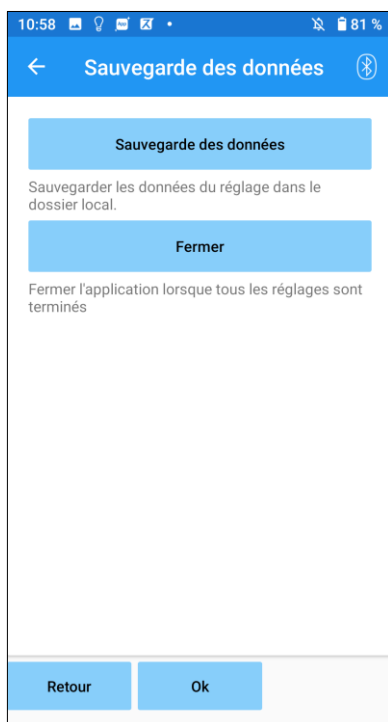 10:58 81 %
Sauvegarde des données
Sauvegarde des données
Sauvegarder les données du réglage dans le
dossier local.
Fermer
Fermer l'application lorsque tous les réglages sont
terminés
Retour Ok